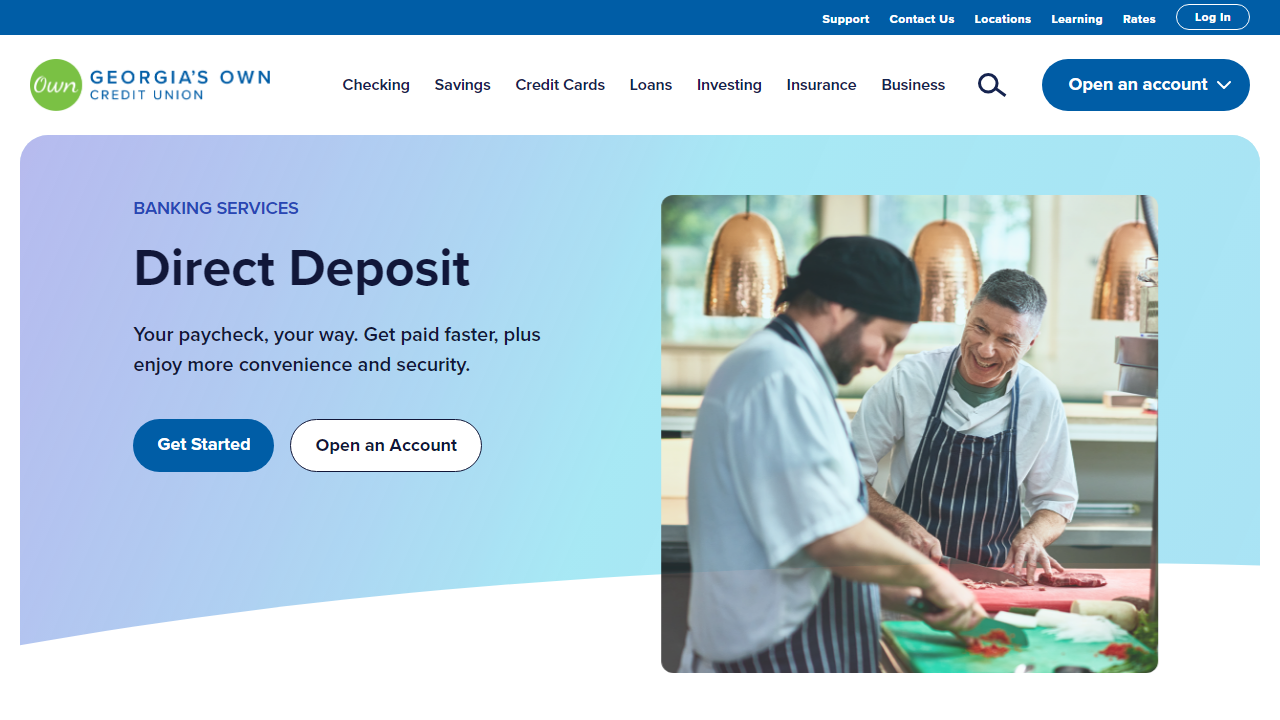 Support Contact Us Locations Learning Rates Log In
Own GEORGIA'S OWN
CREDIT UNION
Checking Savings Credit Cards Loans Investing Insurance Business Open an account
BANKING SERVICES
Direct Deposit
Your paycheck, your way. Get paid faster, plus
enjoy more convenience and security.
Get Started Open an Account